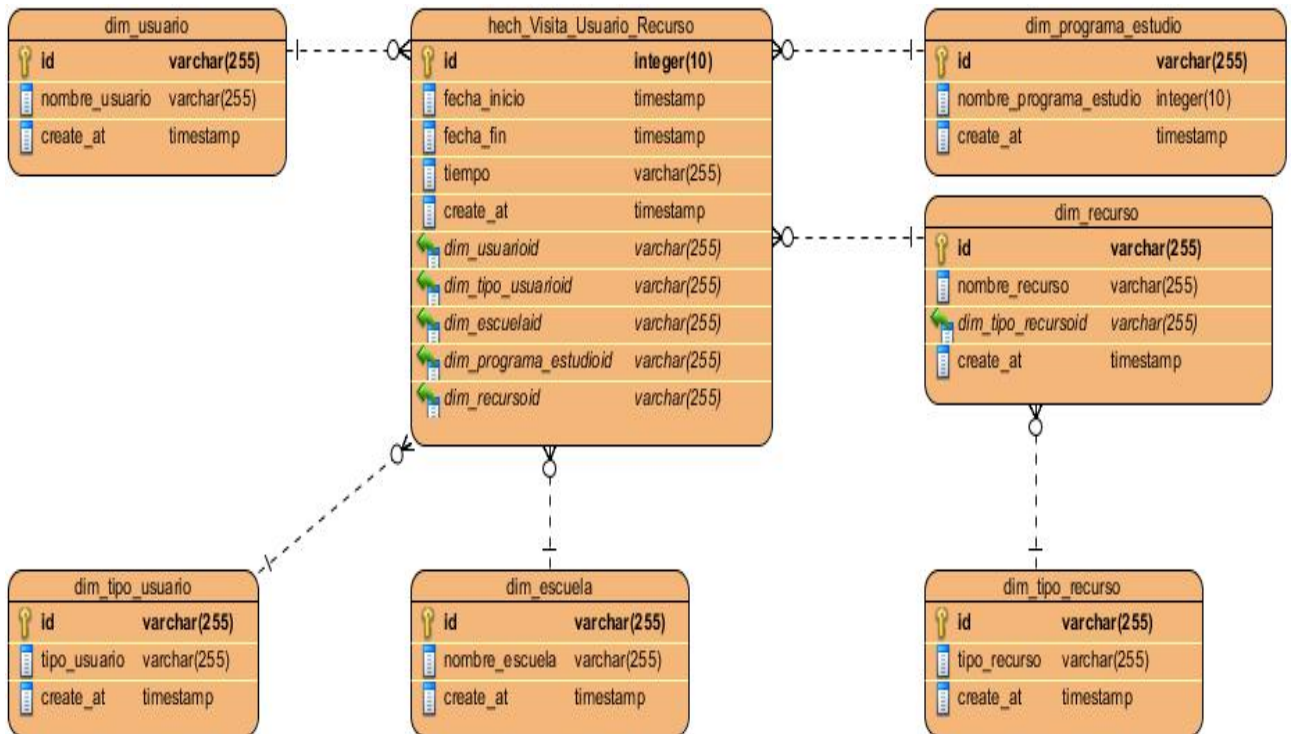 dim_usuario
id varchar(255)
nombre_usuario varchar(255)
create_at timestamp
hech_Visita_Usuario_Recurso
id integer(10)
fecha_inicio timestamp
fecha_fin timestamp
tiempo varchar(255)
create_at timestamp
dim_usuarioid varchar(255)
dim_tipo_usuarioid varchar(255)
dim_escuelaid varchar(255)
dim_programa_estudioid varchar(255)
dim_recursoid varchar(255)
dim_programa_estudio
id varchar(255)
nombre_programa_estudio integer(10)
create_at timestamp
dim_recurso
id varchar(255)
nombre_recurso varchar(255)
dim_tipo_recursoid varchar(255)
create_at timestamp
dim_tipo_usuario
id varchar(255)
tipo_usuario varchar(255)
create_at timestamp
dim_escuela
id varchar(255)
nombre_escuela varchar(255)
create_at timestamp
dim_tipo_recurso
id varchar(255)
tipo_recurso varchar(255)
create_at timestamp